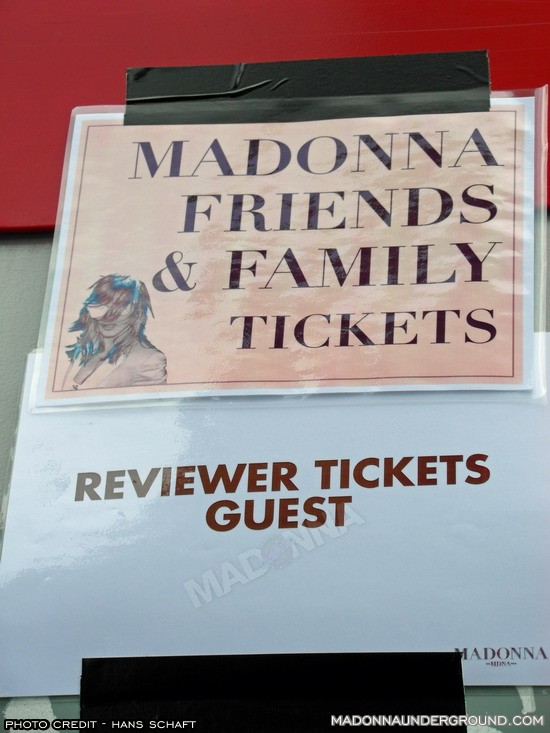 MADONNA
FRIENDS
& FAMILY
TICKETS
REVIEWER TICKETS
GUEST
MADONNA
MADONNA
MDNA
PHOTO CREDIT - HANS SCHAFT
MADONNAUNDERGROUND.COM